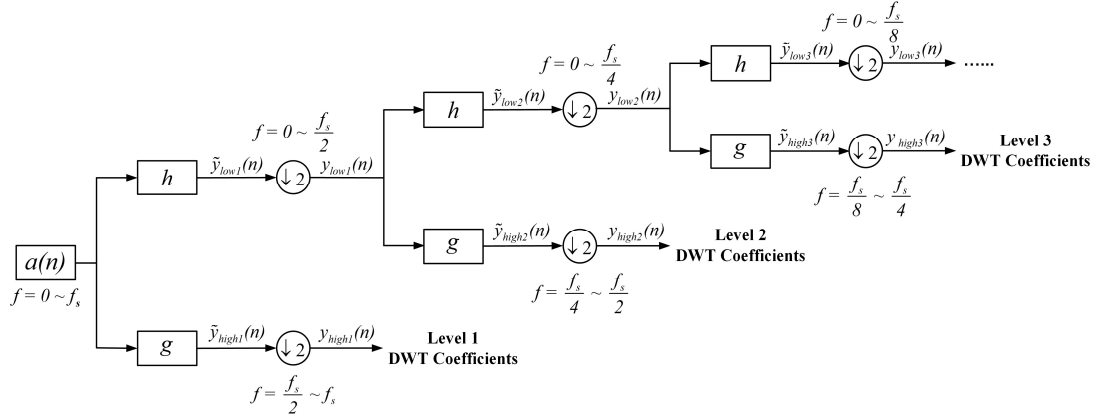 f = 0 ~ fs/8
h
ỹlow3(n)
↓2
ylow3(n)
......
f = 0 ~ fs/4
h
ỹlow2(n)
↓2
ylow2(n)
g
ỹhigh3(n)
↓2
y high3(n)
Level 3
DWT Coefficients
f = fs/8 ~ fs/4
f = 0 ~ fs/2
h
ỹlow1(n)
↓2
ylow1(n)
g
ỹhigh2(n)
↓2
yhigh2(n)
Level 2
DWT Coefficients
f = fs/4 ~ fs/2
a(n)
f = 0 ~ fs
g
ỹhigh1(n)
↓2
yhigh1(n)
Level 1
DWT Coefficients
f = fs/2 ~ fs